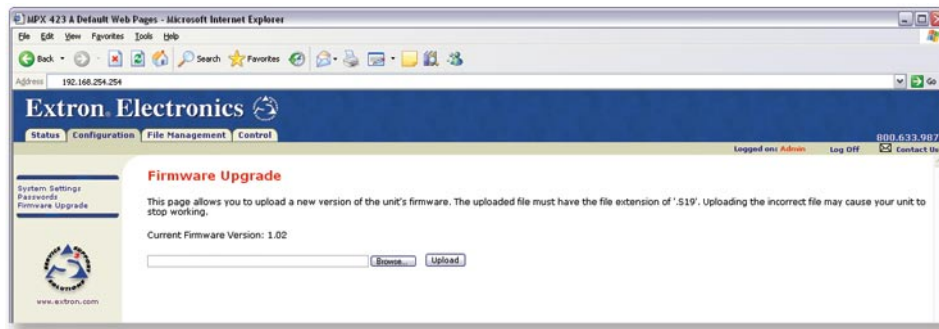 MPX 423 A Default Web Pages - Microsoft Internet Explorer
File Edit View Favorites Tools Help
Back Search Favorites
Address 192.168.254.254 Go
Extron Electronics
Status Configuration File Management Control
800.633.987
Logged on: Admin Log Off Contact Us
System Settings
Passwords
Firmware Upgrade
Firmware Upgrade
This page allows you to upload a new version of the unit's firmware. The uploaded file must have the file extension of '.S19'. Uploading the incorrect file may cause your unit to
stop working.
Current Firmware Version: 1.02
Browse... Upload
www.extron.com